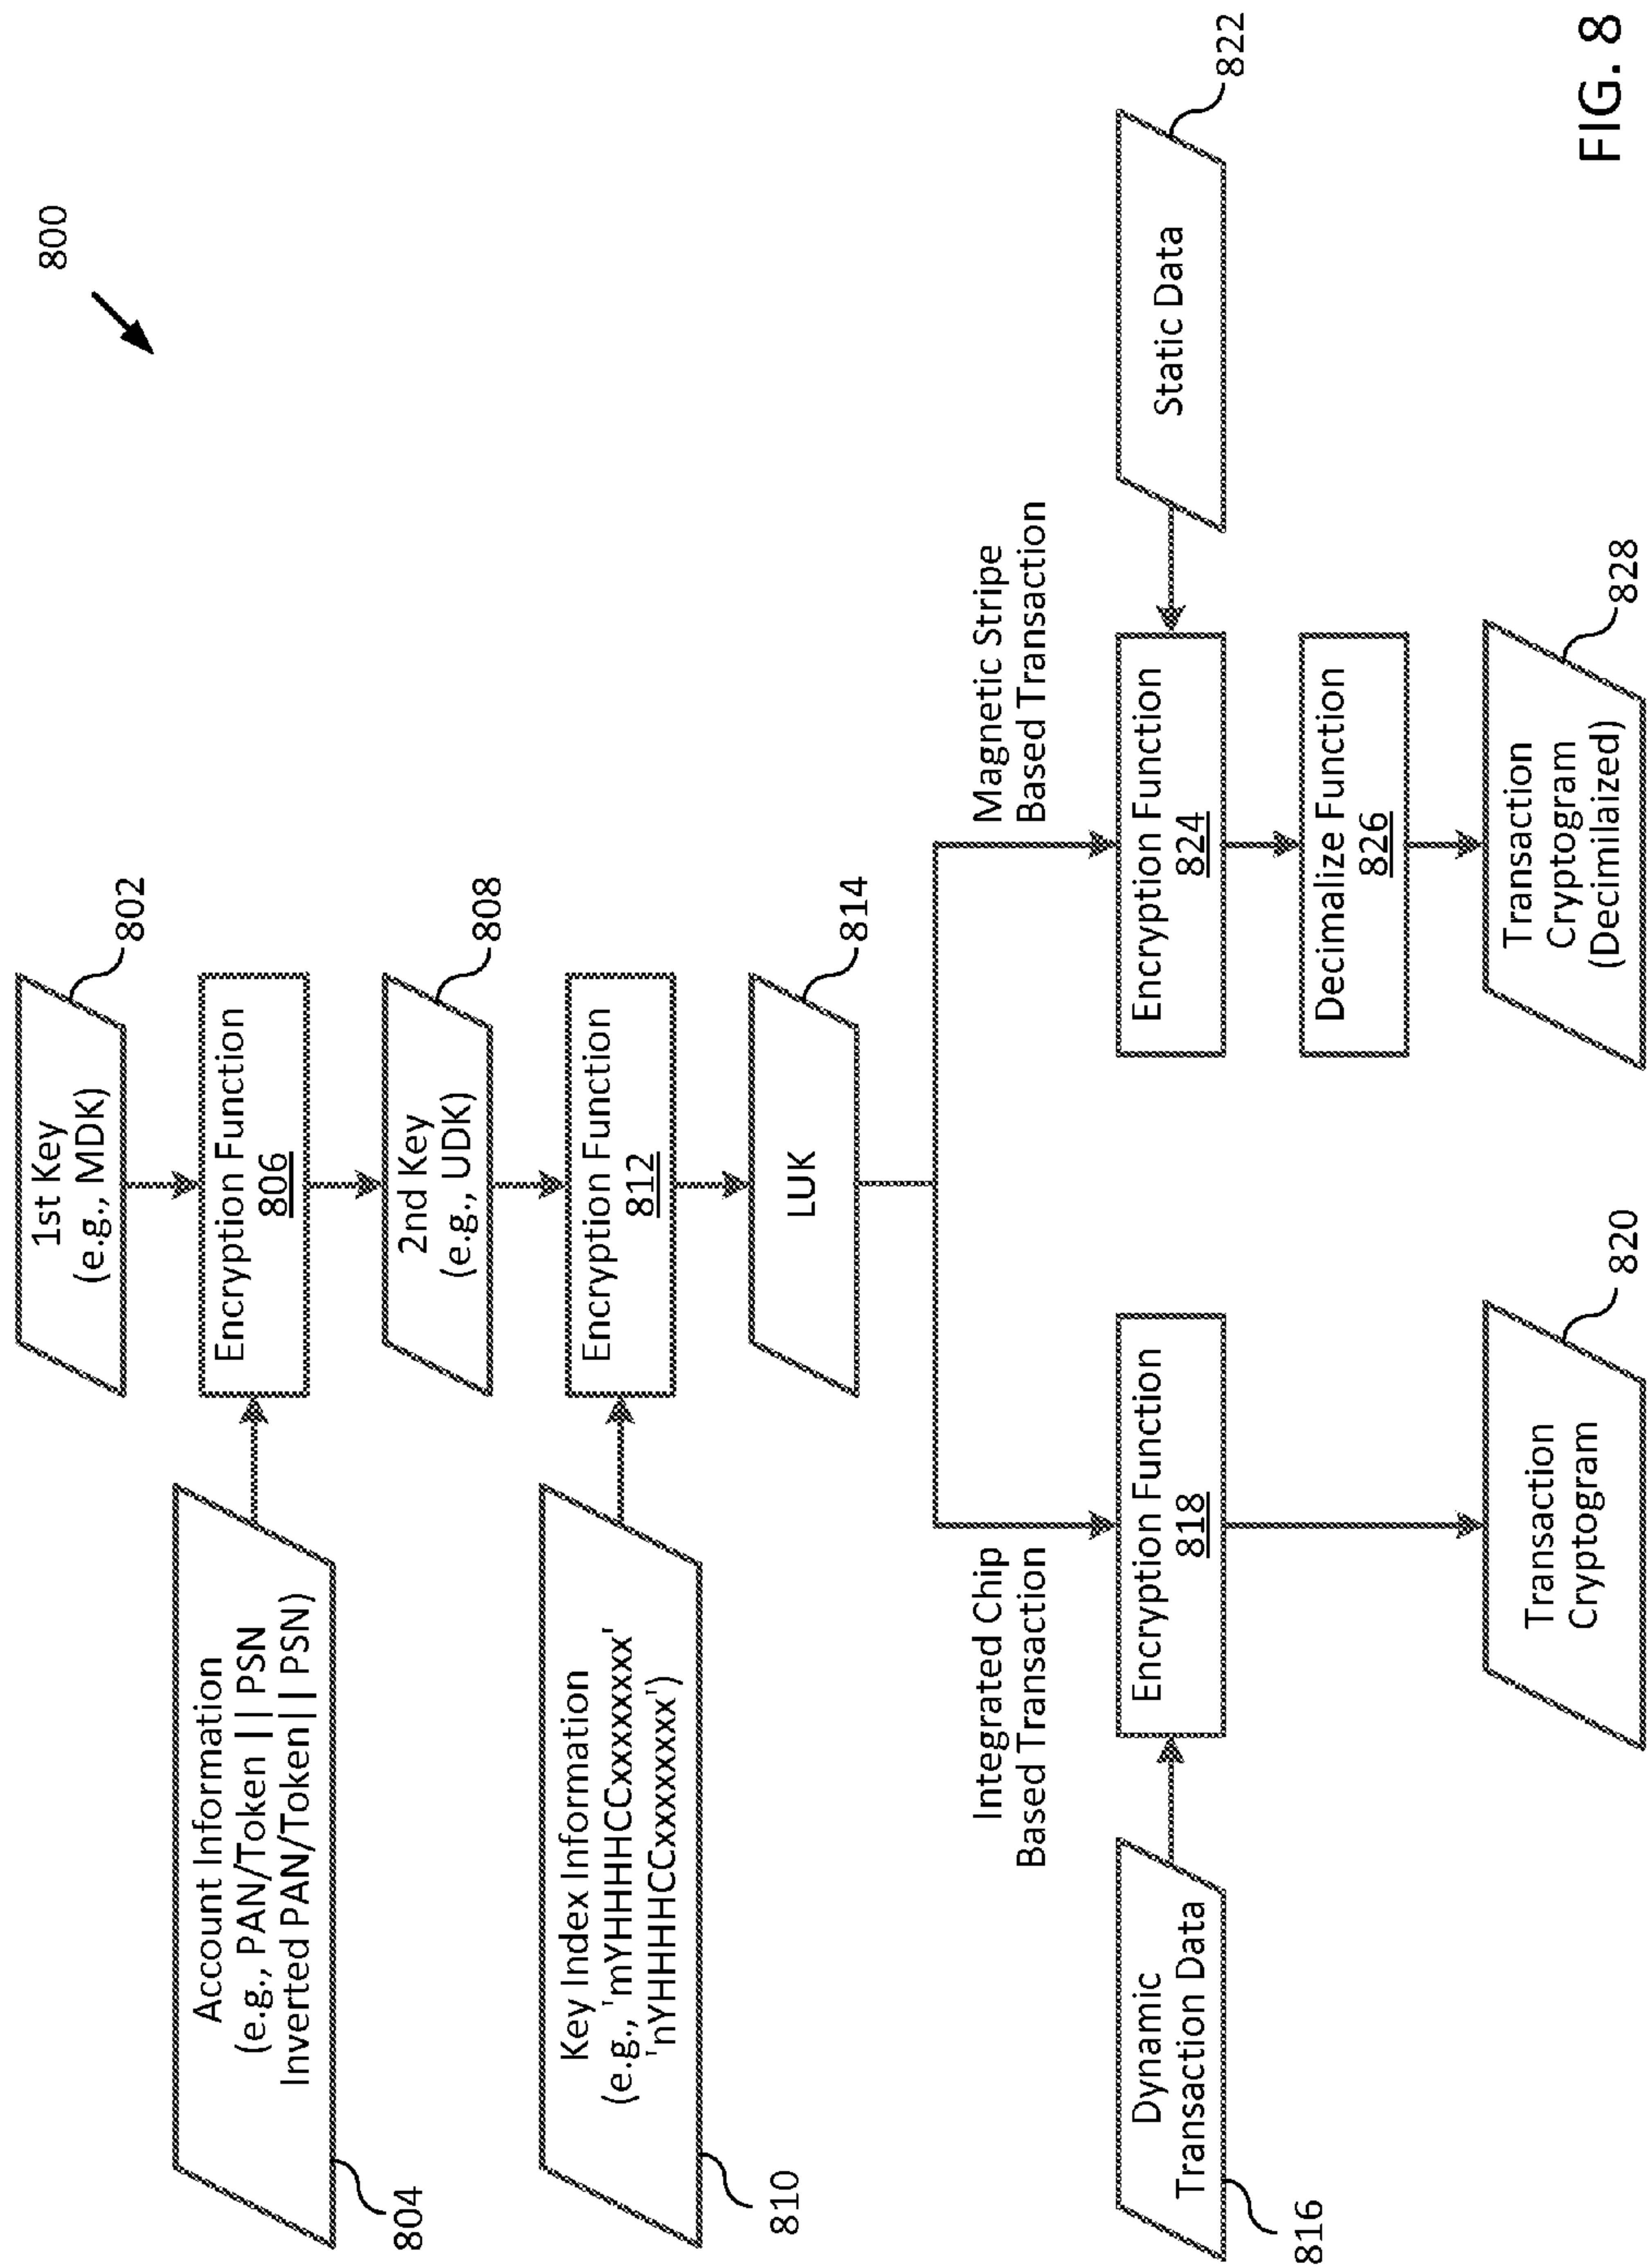 800
1st Key
(e.g., MDK)
802
Account Information
(e.g., PAN/Token || PSN
Inverted PAN/Token|| PSN)
804
Encryption Function
806
2nd Key
(e.g., UDK)
808
Key Index Information
(e.g., 'mYHHHHCCxxxxxxxx'
'nYHHHHCCxxxxxxxx')
810
Encryption Function
812
LUK
814
Integrated Chip
Based Transaction
Magnetic Stripe
Based Transaction
Dynamic
Transaction Data
816
Encryption Function
818
Encryption Function
824
Static Data
822
Decimalize Function
826
Transaction
Cryptogram
820
Transaction
Cryptogram
(Decimilaized)
828
FIG. 8